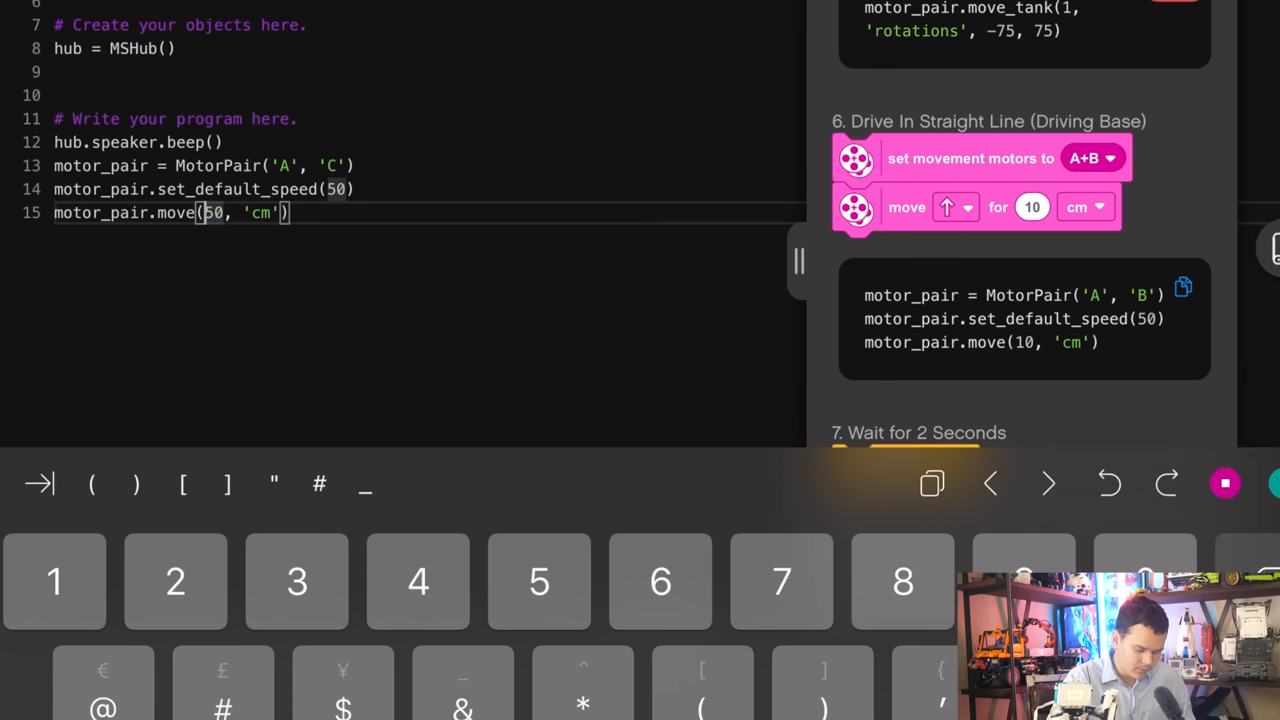 6
7 # Create your objects here.
8 hub = MSHub()
9
10
11 # Write your program here.
12 hub.speaker.beep()
13 motor_pair = MotorPair('A', 'C')
14 motor_pair.set_default_speed(50)
15 motor_pair.move(50, 'cm')
motor_pair.move_tank(1,
'rotations', -75, 75)
6. Drive In Straight Line (Driving Base)
set movement motors to A+B
move ↑ for 10 cm
motor_pair = MotorPair('A', 'B')
motor_pair.set_default_speed(50)
motor_pair.move(10, 'cm')
7. Wait for 2 Seconds
( ) [ ] " # _
1 2 3 4 5 6 7 8
€ £ ¥ _ ^ [ ] {
@ # $ & * ( ) '